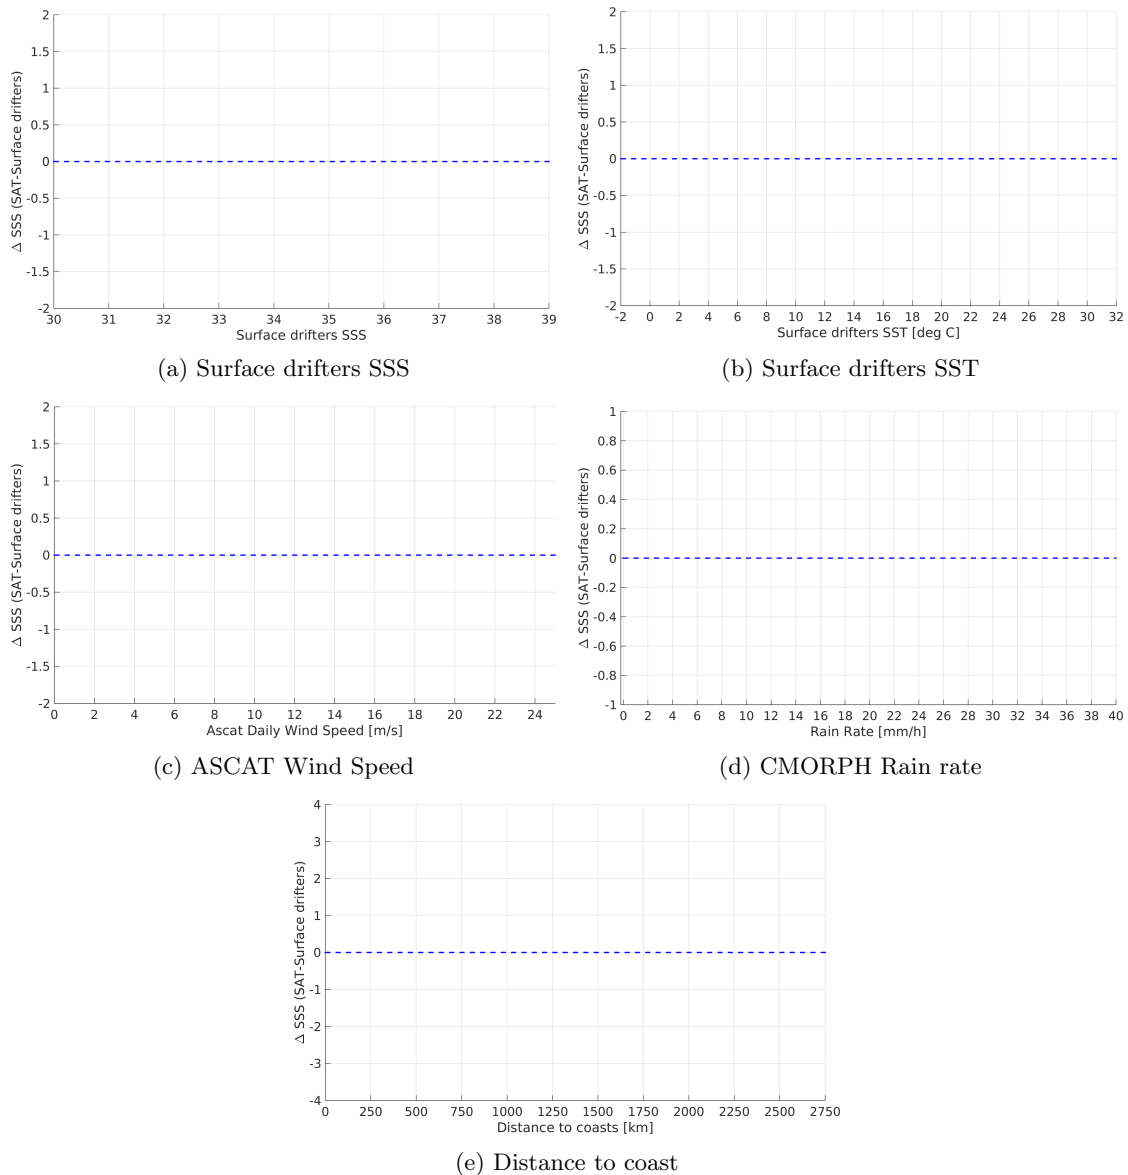 2
1.5
1
0.5
0
-0.5
-1
-1.5
-2
30 31 32 33 34 35 36 37 38 39
Δ SSS (SAT-Surface drifters)
Surface drifters SSS
(a) Surface drifters SSS
2
1.5
1
0.5
0
-0.5
-1
-1.5
-2
-2 0 2 4 6 8 10 12 14 16 18 20 22 24 26 28 30 32
Δ SSS (SAT-Surface drifters)
Surface drifters SST [deg C]
(b) Surface drifters SST
2
1.5
1
0.5
0
-0.5
-1
-1.5
-2
0 2 4 6 8 10 12 14 16 18 20 22 24
Δ SSS (SAT-Surface drifters)
Ascat Daily Wind Speed [m/s]
(c) ASCAT Wind Speed
1
0.8
0.6
0.4
0.2
0
-0.2
-0.4
-0.6
-0.8
-1
0 2 4 6 8 10 12 14 16 18 20 22 24 26 28 30 32 34 36 38 40
Δ SSS (SAT-Surface drifters)
Rain Rate [mm/h]
(d) CMORPH Rain rate
4
3
2
1
0
-1
-2
-3
-4
0 250 500 750 1000 1250 1500 1750 2000 2250 2500 2750
Δ SSS (SAT-Surface drifters)
Distance to coasts [km]
(e) Distance to coast